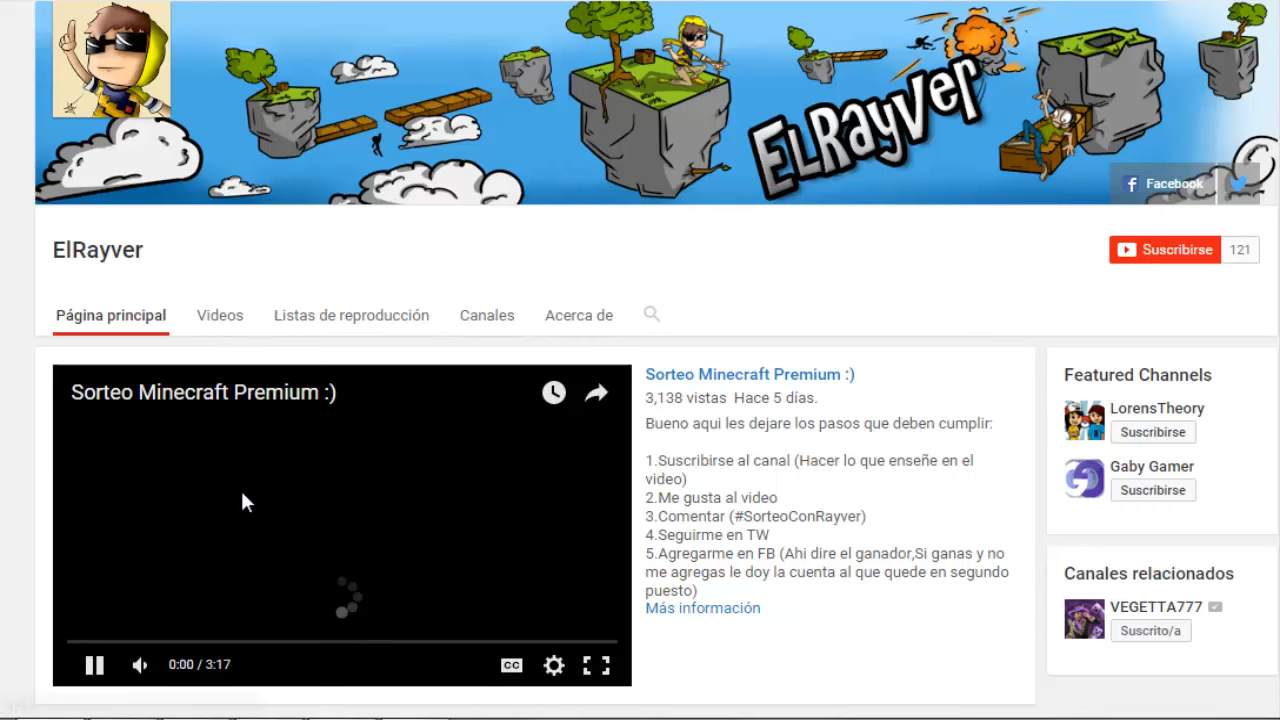 ELRayver
Facebook
ElRayver
Suscribirse 121
Página principal Videos Listas de reproducción Canales Acerca de
Sorteo Minecraft Premium :)
0:00 / 3:17
CC
Sorteo Minecraft Premium :)
3,138 vistas Hace 5 días.
Bueno aqui les dejare los pasos que deben cumplir:
1.Suscribirse al canal (Hacer lo que enseñe en el
video)
2.Me gusta al video
3.Comentar (#SorteoConRayver)
4.Seguirme en TW
5.Agregarme en FB (Ahi dire el ganador,Si ganas y no
me agregas le doy la cuenta al que quede en segundo
puesto)
Más información
Featured Channels
LorensTheory
Suscribirse
Gaby Gamer
Suscribirse
Canales relacionados
VEGETTA777
Suscrito/a